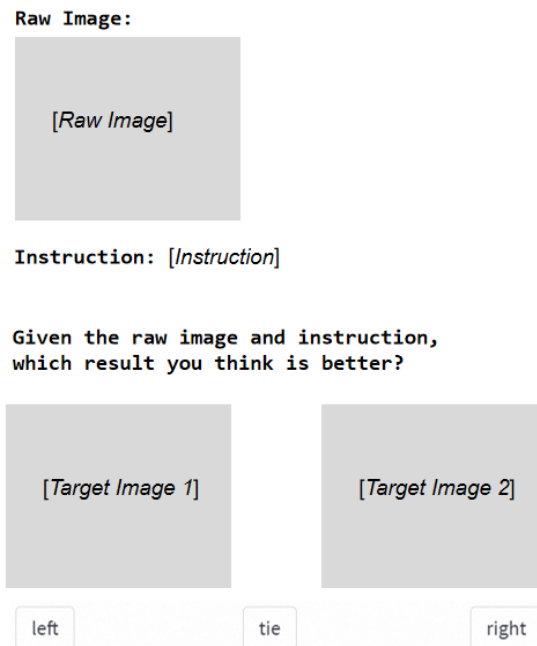 Raw Image:
[Raw Image]
Instruction: [Instruction]
Given the raw image and instruction,
which result you think is better?
[Target Image 1] [Target Image 2]
left tie right